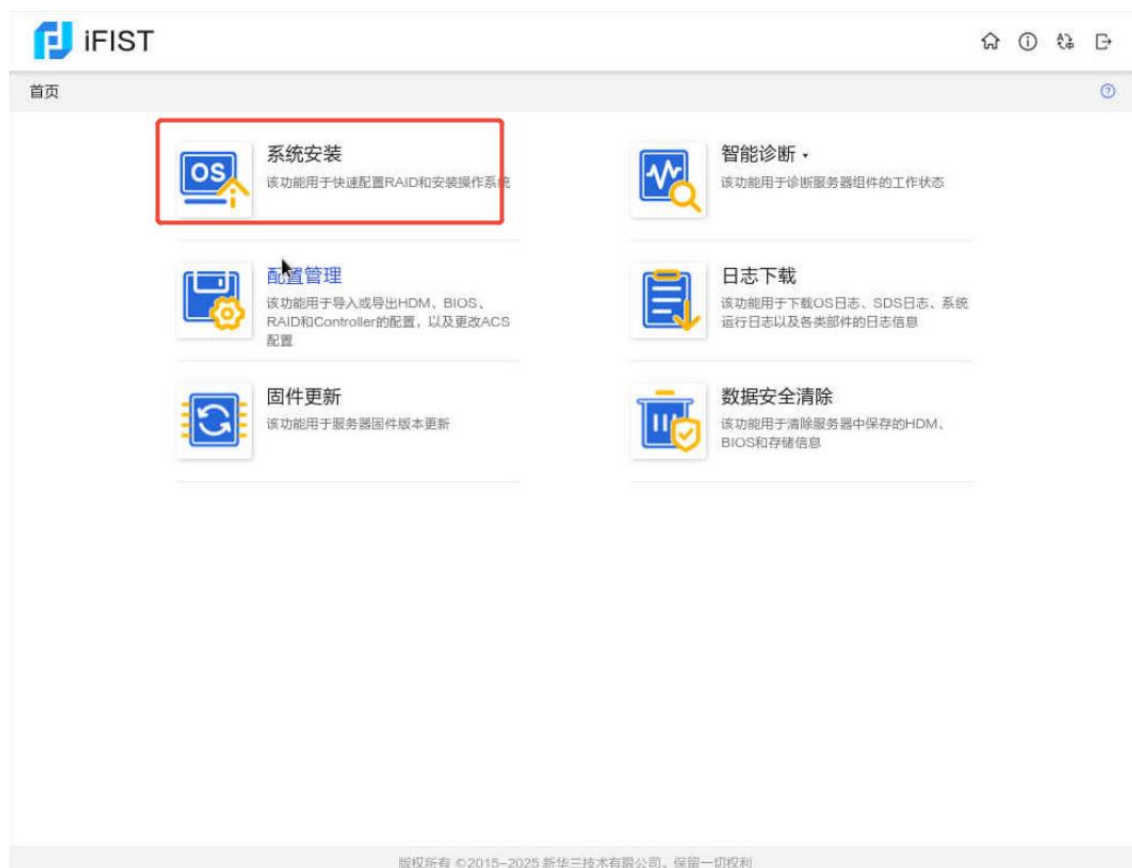 iFIST
首页
OS
系统安装
该功能用于快速配置RAID和安装操作系统
智能诊断
该功能用于诊断服务器组件的工作状态
配置管理
该功能用于导入或导出HDM、BIOS、
RAID和Controller的配置，以及更改ACS
配置
日志下载
该功能用于下载OS日志、SDS日志、系统
运行日志以及各类部件的日志信息
固件更新
该功能用于服务器固件版本更新
数据安全清除
该功能用于清除服务器中保存的HDM、
BIOS和存储信息
版权所有 ©2015-2025 新华三技术有限公司。保留一切权利